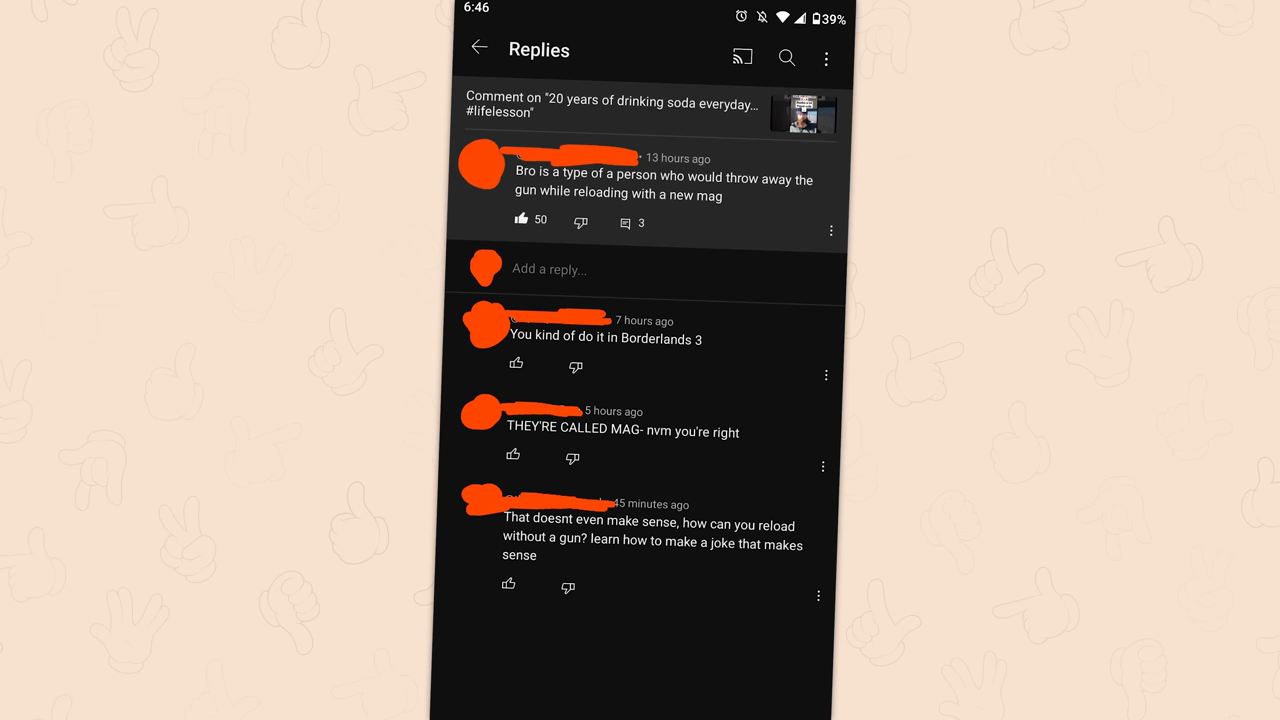 6:46
39%
Replies
Comment on "20 years of drinking soda everyday...
#lifelesson"
· 13 hours ago
Bro is a type of a person who would throw away the
gun while reloading with a new mag
50 3
Add a reply...
7 hours ago
You kind of do it in Borderlands 3
5 hours ago
THEY'RE CALLED MAG- nvm you're right
45 minutes ago
That doesnt even make sense, how can you reload
without a gun? learn how to make a joke that makes
sense